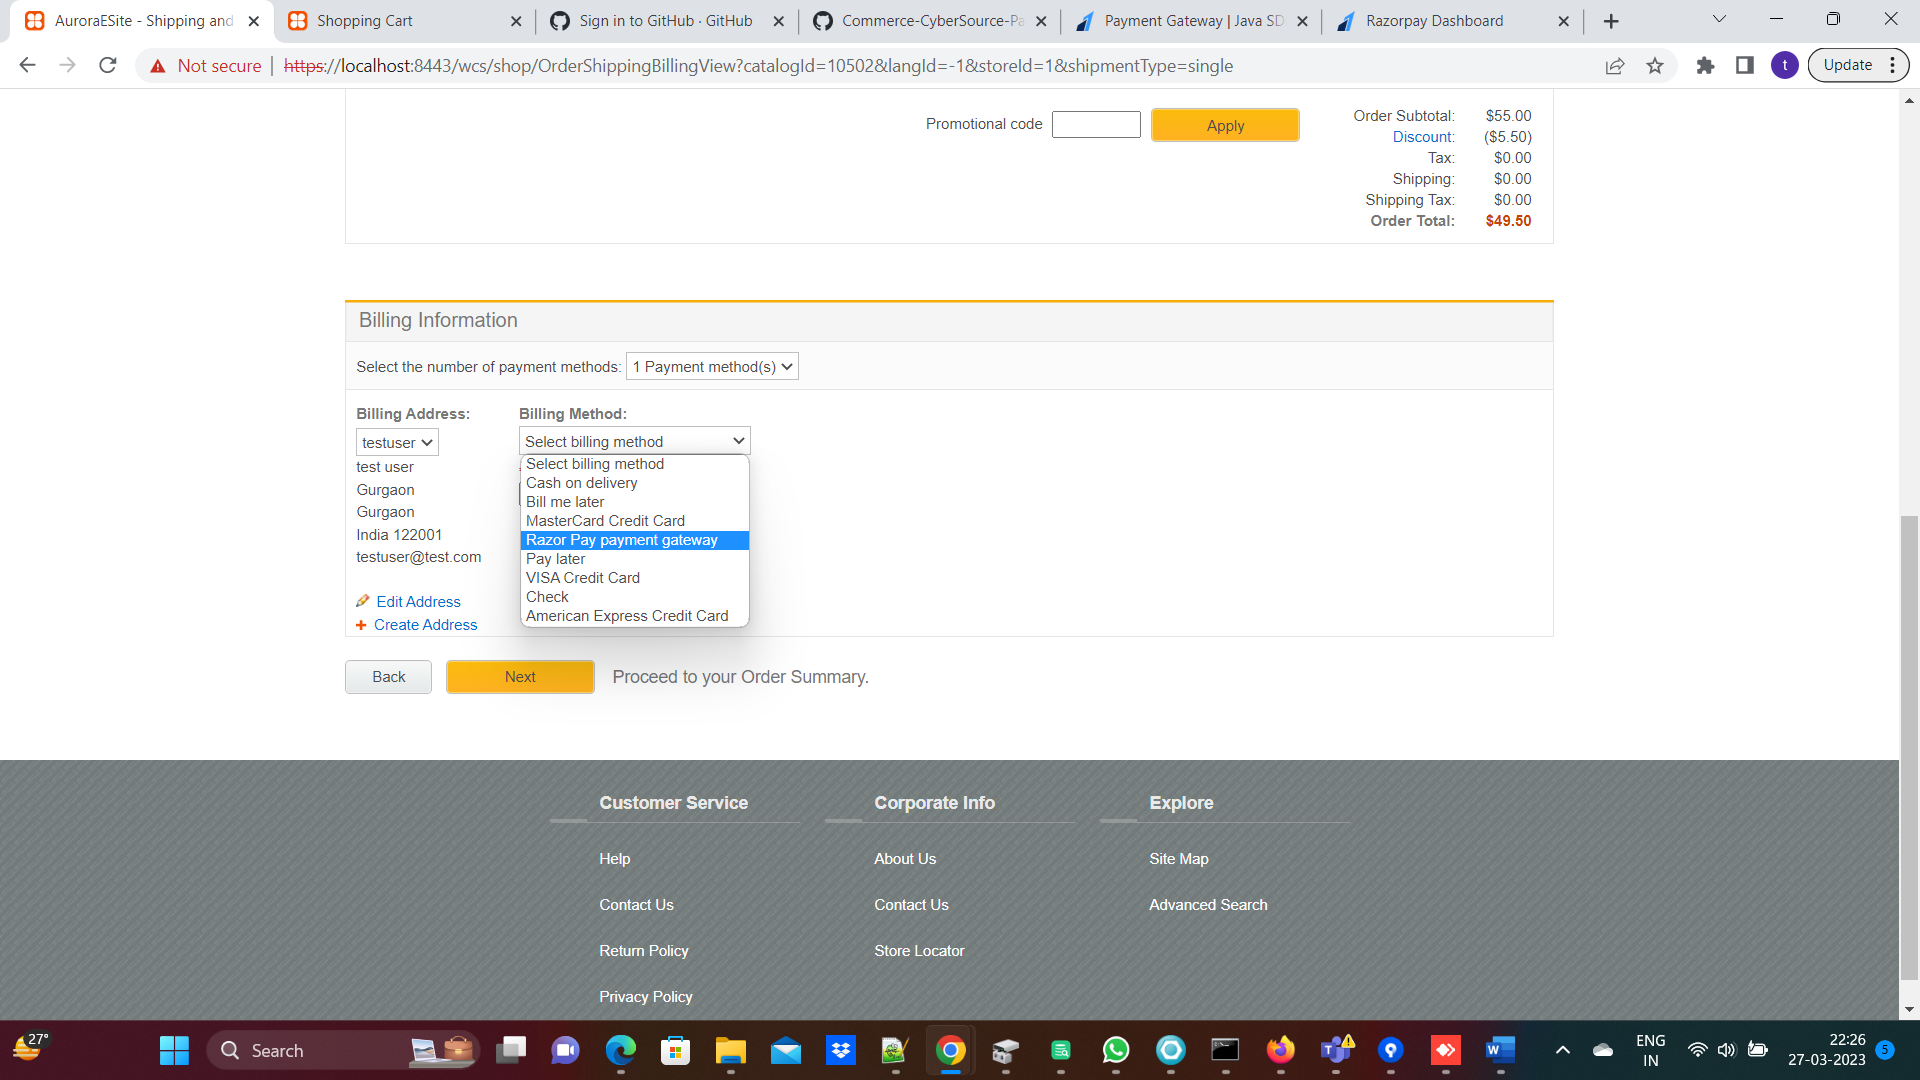 AuroraESite - Shipping and
Shopping Cart
Sign in to GitHub · GitHub
Commerce-CyberSource-Pa
Payment Gateway | Java SD
Razorpay Dashboard
Not secure
https://localhost:8443/wcs/shop/OrderShippingBillingView?catalogId=10502&langId=-1&storeId=1&shipmentType=single
t
Update
Promotional code
Apply
Order Subtotal: $55.00
Discount: ($5.50)
Tax: $0.00
Shipping: $0.00
Shipping Tax: $0.00
Order Total: $49.50
Billing Information
Select the number of payment methods: 1 Payment method(s)
Billing Address:
testuser
test user
Gurgaon
Gurgaon
India 122001
testuser@test.com
Edit Address
Create Address
Billing Method:
Select billing method
Select billing method
Cash on delivery
Bill me later
MasterCard Credit Card
Razor Pay payment gateway
Pay later
VISA Credit Card
Check
American Express Credit Card
Back
Next
Proceed to your Order Summary.
Customer Service
Help
Contact Us
Return Policy
Privacy Policy
Corporate Info
About Us
Contact Us
Store Locator
Explore
Site Map
Advanced Search
27°
Search
ENG
IN
22:26
27-03-2023
5